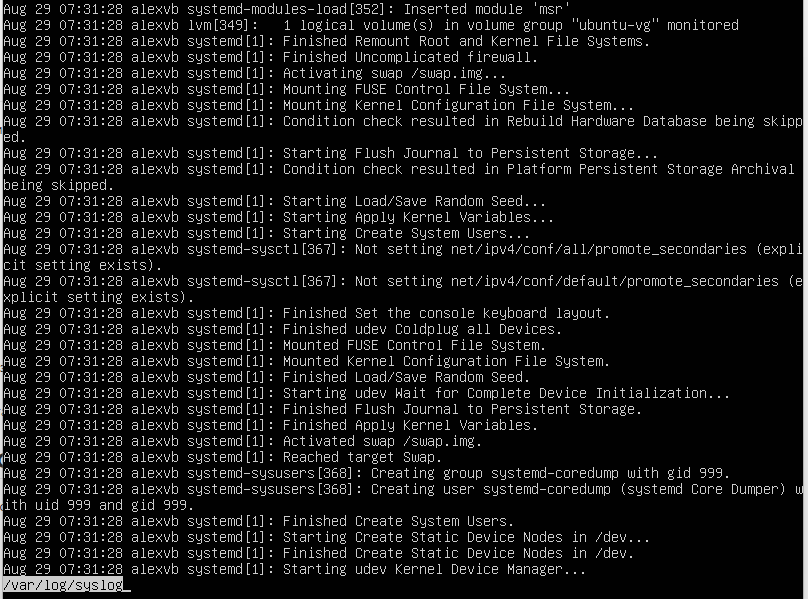 Aug 29 07:31:28 alexvb systemd-modules-load[352]: Inserted module 'msr'
Aug 29 07:31:28 alexvb lvm[349]:   1 logical volume(s) in volume group "ubuntu-vg" monitored
Aug 29 07:31:28 alexvb systemd[1]: Finished Remount Root and Kernel File Systems.
Aug 29 07:31:28 alexvb systemd[1]: Finished Uncomplicated firewall.
Aug 29 07:31:28 alexvb systemd[1]: Activating swap /swap.img...
Aug 29 07:31:28 alexvb systemd[1]: Mounting FUSE Control File System...
Aug 29 07:31:28 alexvb systemd[1]: Mounting Kernel Configuration File System...
Aug 29 07:31:28 alexvb systemd[1]: Condition check resulted in Rebuild Hardware Database being skipp
ed.
Aug 29 07:31:28 alexvb systemd[1]: Starting Flush Journal to Persistent Storage...
Aug 29 07:31:28 alexvb systemd[1]: Condition check resulted in Platform Persistent Storage Archival
being skipped.
Aug 29 07:31:28 alexvb systemd[1]: Starting Load/Save Random Seed...
Aug 29 07:31:28 alexvb systemd[1]: Starting Apply Kernel Variables...
Aug 29 07:31:28 alexvb systemd[1]: Starting Create System Users...
Aug 29 07:31:28 alexvb systemd-sysctl[367]: Not setting net/ipv4/conf/all/promote_secondaries (expli
cit setting exists).
Aug 29 07:31:28 alexvb systemd-sysctl[367]: Not setting net/ipv4/conf/default/promote_secondaries (e
xplicit setting exists).
Aug 29 07:31:28 alexvb systemd[1]: Finished Set the console keyboard layout.
Aug 29 07:31:28 alexvb systemd[1]: Finished udev Coldplug all Devices.
Aug 29 07:31:28 alexvb systemd[1]: Mounted FUSE Control File System.
Aug 29 07:31:28 alexvb systemd[1]: Mounted Kernel Configuration File System.
Aug 29 07:31:28 alexvb systemd[1]: Finished Load/Save Random Seed.
Aug 29 07:31:28 alexvb systemd[1]: Starting udev Wait for Complete Device Initialization...
Aug 29 07:31:28 alexvb systemd[1]: Finished Flush Journal to Persistent Storage.
Aug 29 07:31:28 alexvb systemd[1]: Finished Apply Kernel Variables.
Aug 29 07:31:28 alexvb systemd[1]: Activated swap /swap.img.
Aug 29 07:31:28 alexvb systemd[1]: Reached target Swap.
Aug 29 07:31:28 alexvb systemd-sysusers[368]: Creating group systemd-coredump with gid 999.
Aug 29 07:31:28 alexvb systemd-sysusers[368]: Creating user systemd-coredump (systemd Core Dumper) w
ith uid 999 and gid 999.
Aug 29 07:31:28 alexvb systemd[1]: Finished Create System Users.
Aug 29 07:31:28 alexvb systemd[1]: Starting Create Static Device Nodes in /dev...
Aug 29 07:31:28 alexvb systemd[1]: Finished Create Static Device Nodes in /dev.
Aug 29 07:31:28 alexvb systemd[1]: Starting udev Kernel Device Manager...
/var/log/syslog